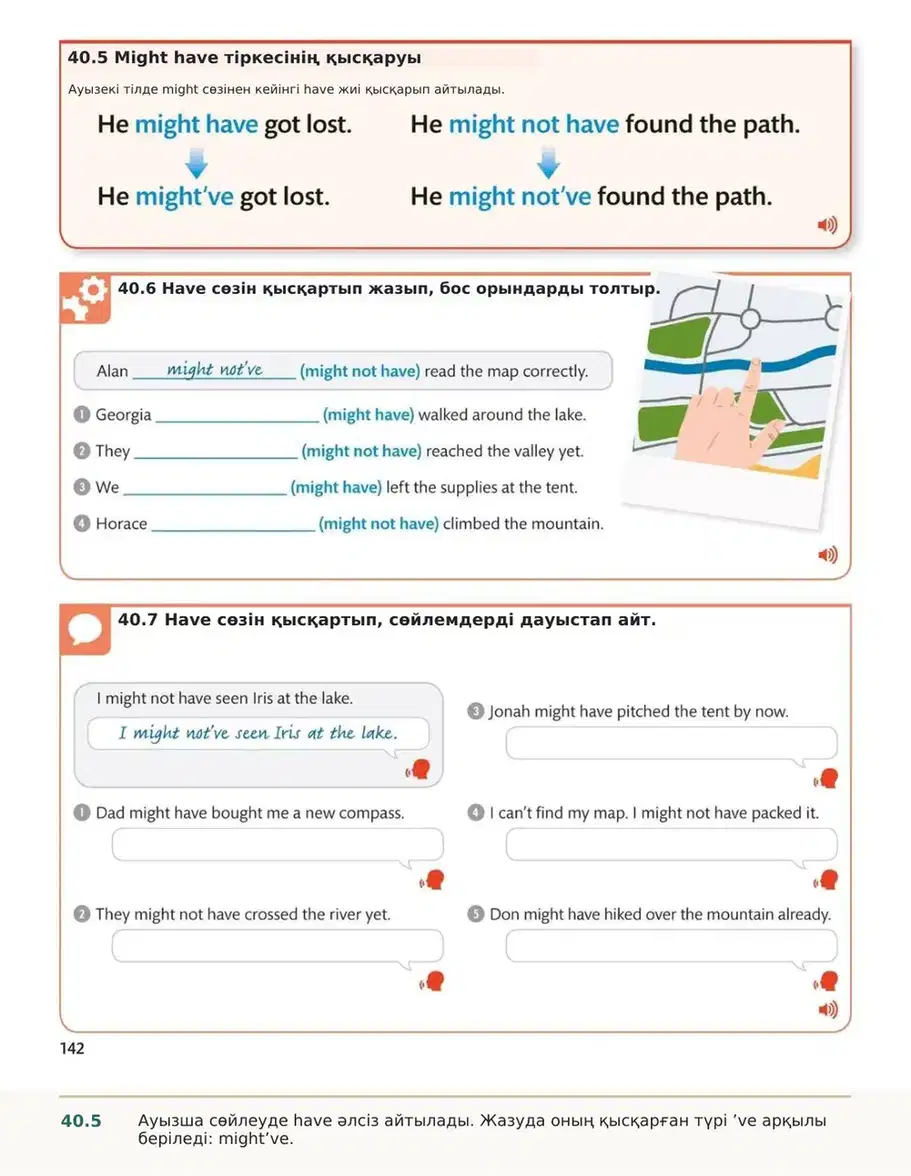 40.5 Might have тіркесінің қысқаруы
Ауызекі тілде might сөзінен кейінгі have жиі қысқарып айтылады.
He might have got lost.
He might not have found the path.
He might've got lost.
He might not've found the path.
40.6 Have сөзін қысқартып жазып, бос орындарды толтыр.
Alan might not've (might not have) read the map correctly.
1 Georgia ____________________ (might have) walked around the lake.
2 They ____________________ (might not have) reached the valley yet.
3 We ____________________ (might have) left the supplies at the tent.
4 Horace ____________________ (might not have) climbed the mountain.
40.7 Have сөзін қысқартып, сөйлемдерді дауыстап айт.
I might not have seen Iris at the lake.
I might not've seen Iris at the lake.
1 Dad might have bought me a new compass.
2 They might not have crossed the river yet.
3 Jonah might have pitched the tent by now.
4 I can't find my map. I might not have packed it.
5 Don might have hiked over the mountain already.
142
40.5 Ауызша сөйлеуде have әлсіз айтылады. Жазуда оның қысқарған түрі ’ve арқылы
беріледі: might’ve.